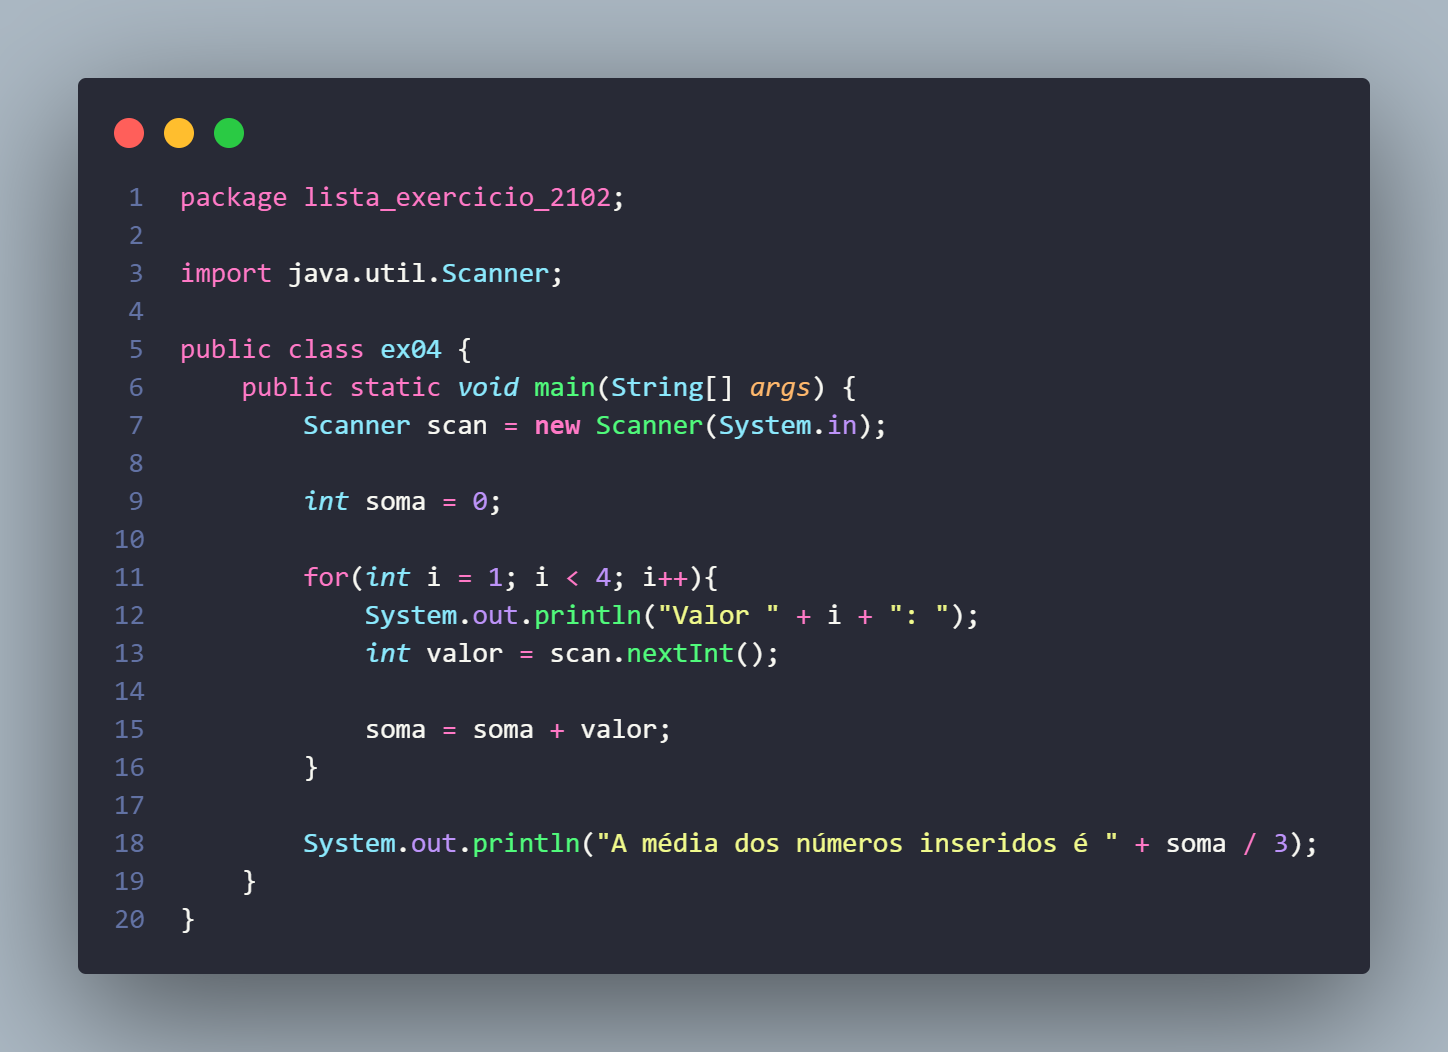 1 package lista_exercicio_2102;
2
3 import java.util.Scanner;
4
5 public class ex04 {
6     public static void main(String[] args) {
7         Scanner scan = new Scanner(System.in);
8
9         int soma = 0;
10
11         for(int i = 1; i < 4; i++){
12             System.out.println("Valor " + i + ": ");
13             int valor = scan.nextInt();
14
15             soma = soma + valor;
16         }
17
18         System.out.println("A média dos números inseridos é " + soma / 3);
19     }
20 }